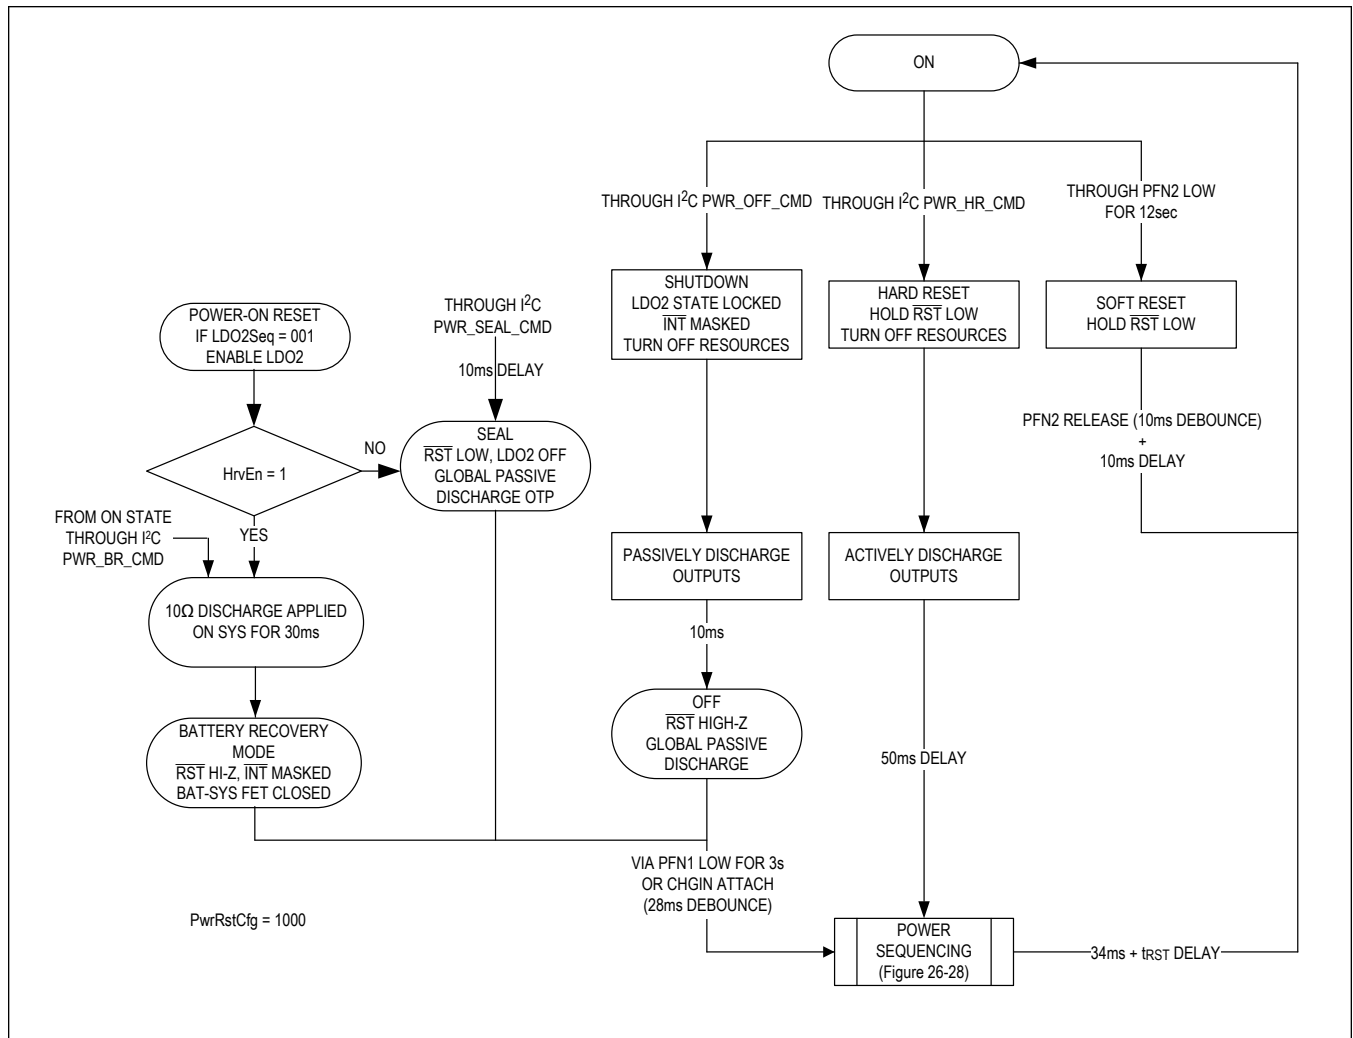 ON
THROUGH I²C PWR_OFF_CMD
THROUGH I²C PWR_HR_CMD
THROUGH PFN2 LOW
FOR 12sec
SHUTDOWN
LDO2 STATE LOCKED
INT MASKED
TURN OFF RESOURCES
HARD RESET
HOLD RST LOW
TURN OFF RESOURCES
SOFT RESET
HOLD RST LOW
POWER-ON RESET
IF LDO2Seq = 001
ENABLE LDO2
THROUGH I²C
PWR_SEAL_CMD
10ms DELAY
HrvEn = 1
NO
YES
SEAL
RST LOW, LDO2 OFF
GLOBAL PASSIVE
DISCHARGE OTP
PFN2 RELEASE (10ms DEBOUNCE)
+
10ms DELAY
FROM ON STATE
THROUGH I²C
PWR_BR_CMD
PASSIVELY DISCHARGE
OUTPUTS
ACTIVELY DISCHARGE
OUTPUTS
10Ω DISCHARGE APPLIED
ON SYS FOR 30ms
10ms
BATTERY RECOVERY
MODE
RST HI-Z, INT MASKED
BAT-SYS FET CLOSED
OFF
RST HIGH-Z
GLOBAL PASSIVE
DISCHARGE
50ms DELAY
VIA PFN1 LOW FOR 3s
OR CHGIN ATTACH
(28ms DEBOUNCE)
PwrRstCfg = 1000
POWER
SEQUENCING
(Figure 26-28)
34ms + tRST DELAY